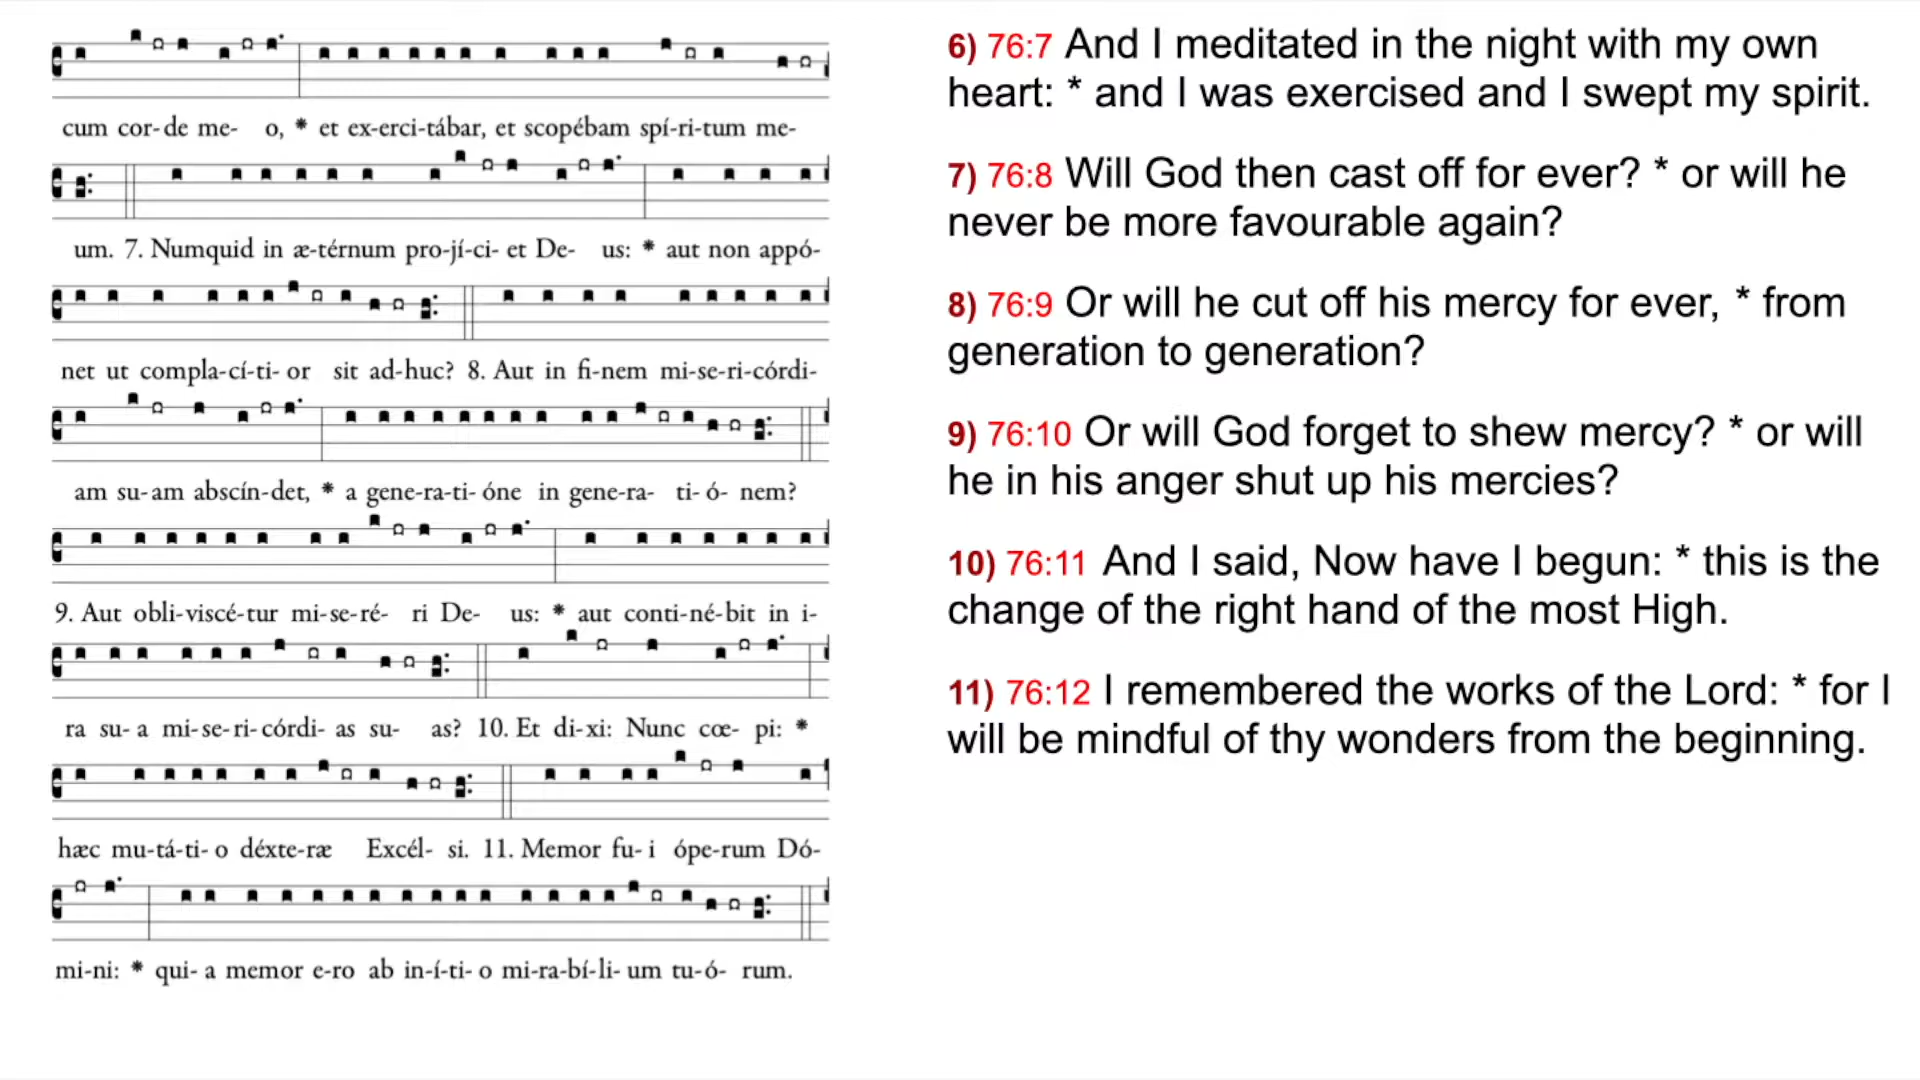 cum cor-de me- o, * et ex-erci-tábar, et scopébam spí-ri-tum me-
um. 7. Numquid in æ-térnum pro-jí-ci- et De- us: * aut non appó-
net ut compla-cí-ti- or sit ad-huc? 8. Aut in fi-nem mi-se-ri-córdi-
am su-am abscín-det, * a gene-ra-ti-óne in gene-ra- ti-ó- nem?
9. Aut obli-viscé-tur mi-se-ré- ri De- us: * aut conti-né-bit in i-
ra su- a mi-se-ri-córdi- as su- as? 10. Et di-xi: Nunc cœ- pi: *
hæc mu-tá-ti- o déxte-ræ Excél- si. 11. Memor fu- i ópe-rum Dó-
mi-ni: * qui- a memor e-ro ab in-í-ti- o mi-ra-bí-li- um tu-ó- rum.
6) 76:7 And I meditated in the night with my own
heart: * and I was exercised and I swept my spirit.
7) 76:8 Will God then cast off for ever? * or will he
never be more favourable again?
8) 76:9 Or will he cut off his mercy for ever, * from
generation to generation?
9) 76:10 Or will God forget to shew mercy? * or will
he in his anger shut up his mercies?
10) 76:11 And I said, Now have I begun: * this is the
change of the right hand of the most High.
11) 76:12 I remembered the works of the Lord: * for I
will be mindful of thy wonders from the beginning.